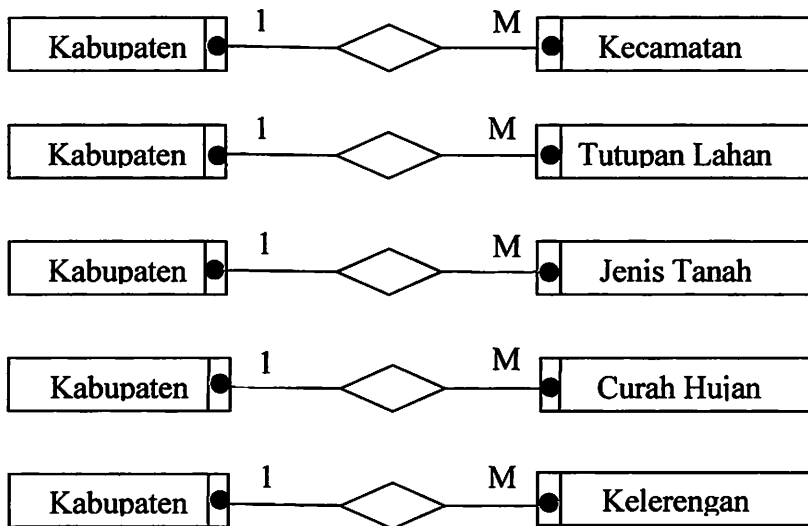 Kabupaten 1 M Kecamatan
Kabupaten 1 M Tutupan Lahan
Kabupaten 1 M Jenis Tanah
Kabupaten 1 M Curah Hujan
Kabupaten 1 M Kelerengan